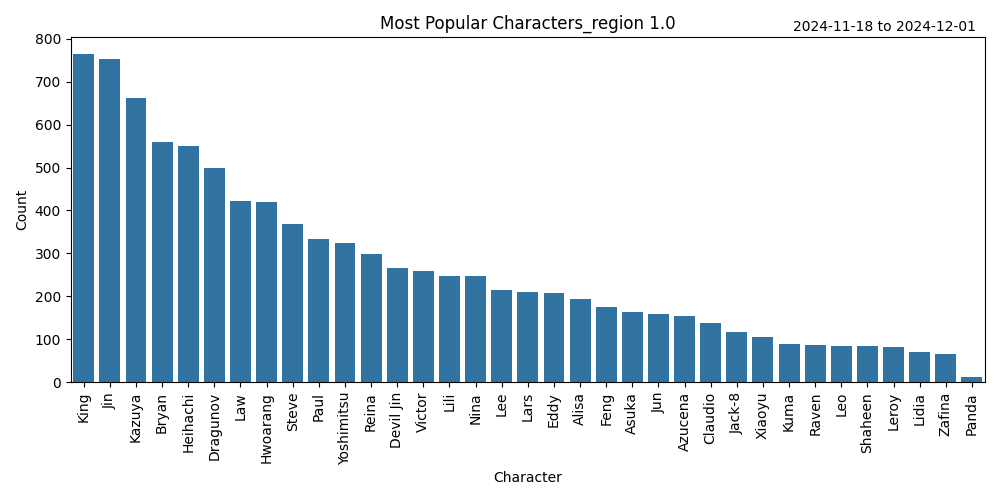 Most Popular Characters_region 1.0
2024-11-18 to 2024-12-01
Count
800
700
600
500
400
300
200
100
0
King
Jin
Kazuya
Bryan
Heihachi
Dragunov
Law
Hwoarang
Steve
Paul
Yoshimitsu
Reina
Devil Jin
Victor
Lili
Nina
Lee
Lars
Eddy
Alisa
Feng
Asuka
Jun
Azucena
Claudio
Jack-8
Xiaoyu
Kuma
Raven
Leo
Shaheen
Leroy
Lidia
Zafina
Panda
Character